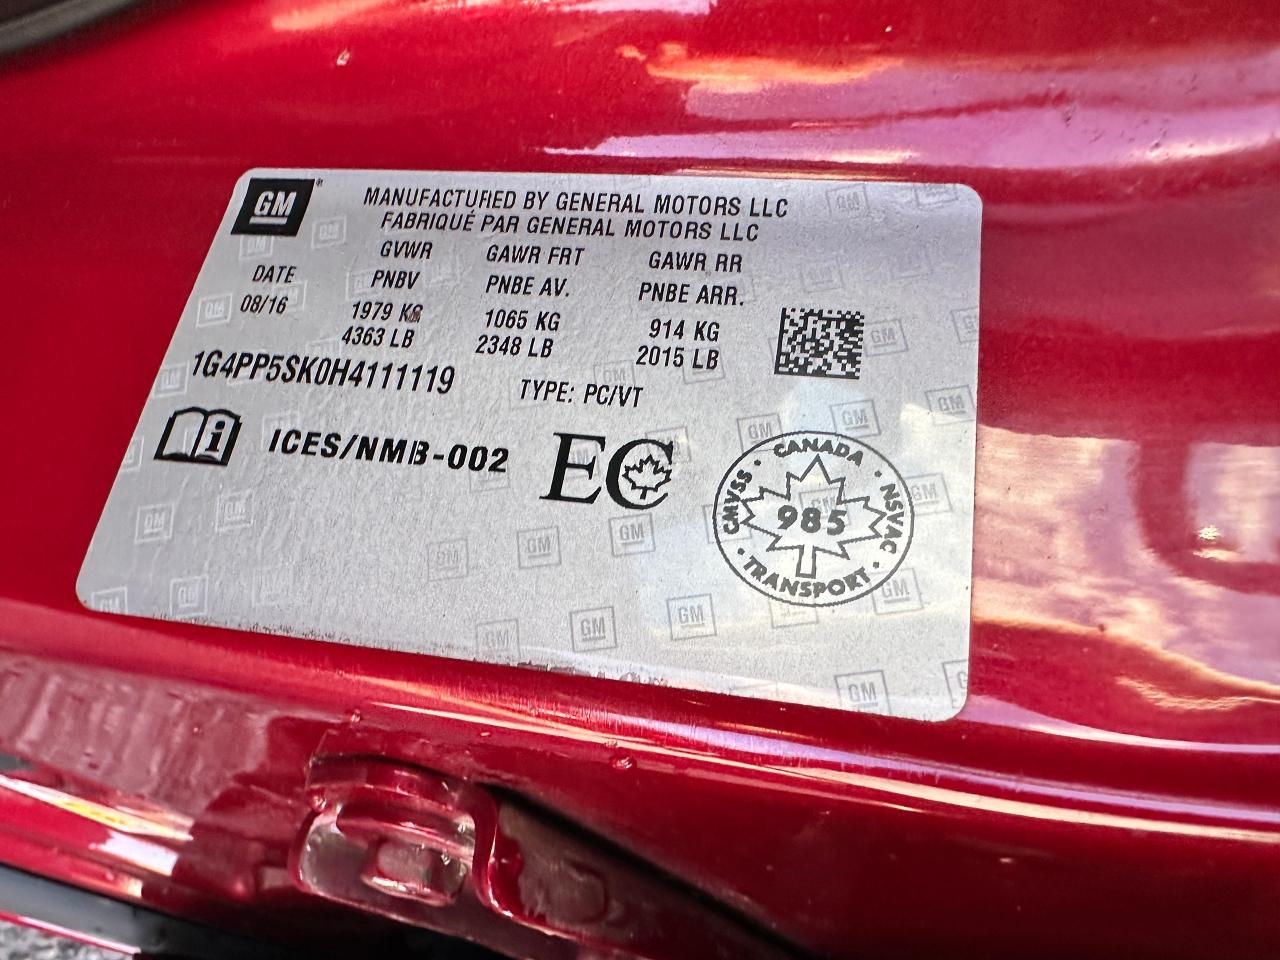 GM
MANUFACTURED BY GENERAL MOTORS LLC
FABRIQUÉ PAR GENERAL MOTORS LLC
DATE GVWR GAWR FRT GAWR RR
PNBV PNBE AV. PNBE ARR.
08/16 1979 KG 1065 KG 914 KG
4363 LB 2348 LB 2015 LB
1G4PP5SK0H4111119 TYPE: PC/VT
ICES/NMB-002 EC
CANADA · NSVAC · TRANSPORT · CMVSS ·
985